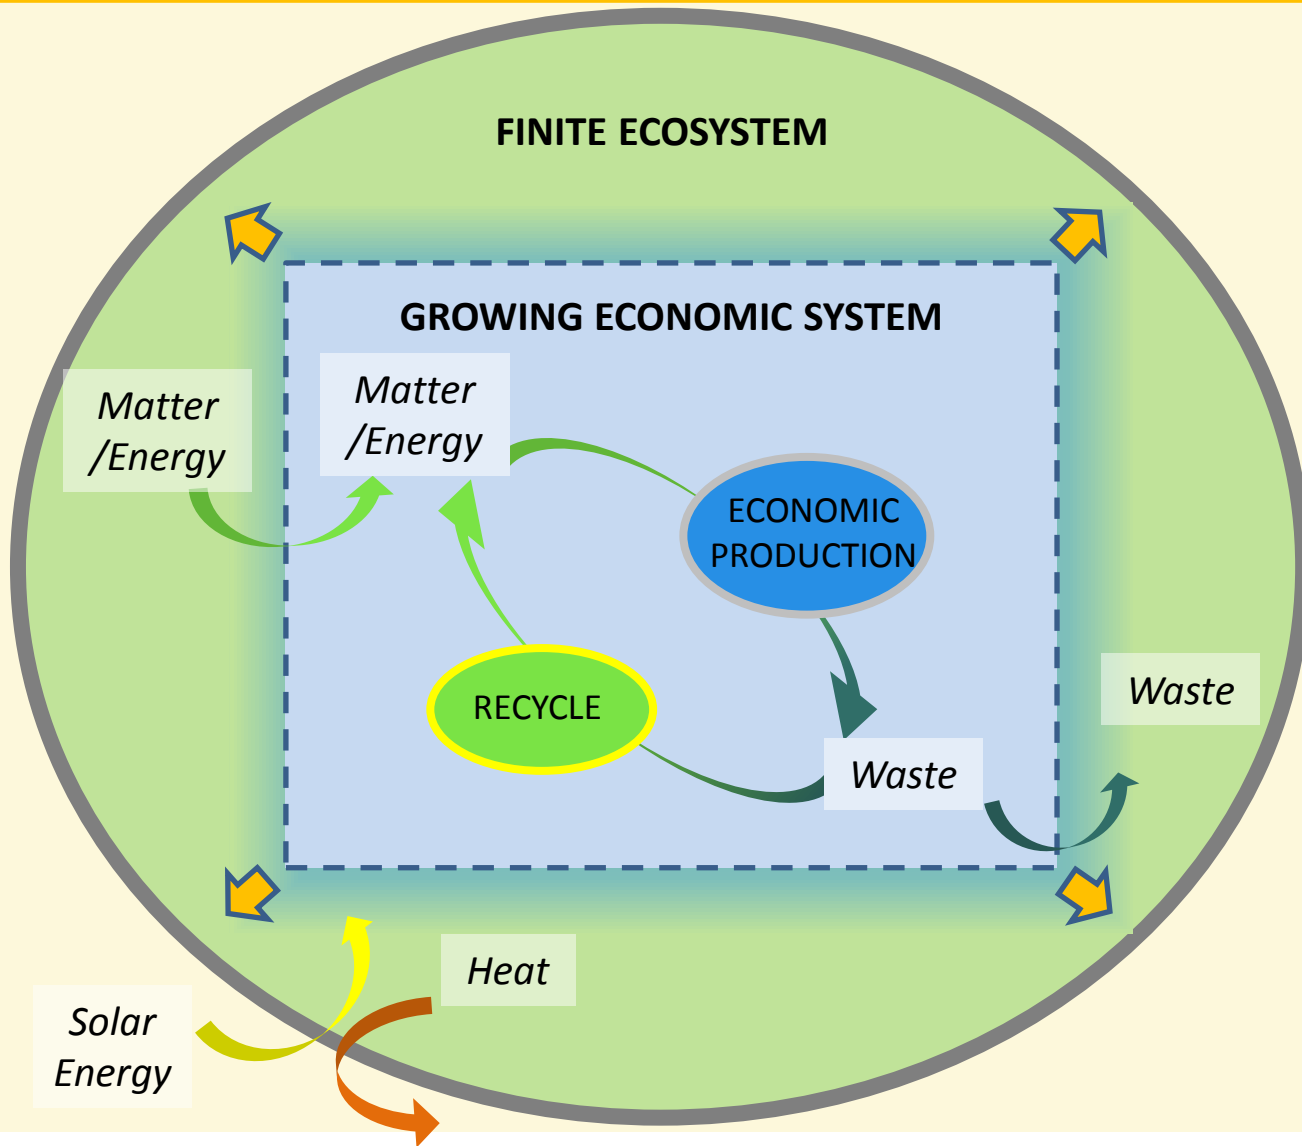 FINITE ECOSYSTEM
GROWING ECONOMIC SYSTEM
Matter
/Energy
Matter
/Energy
ECONOMIC
PRODUCTION
RECYCLE
Waste
Waste
Heat
Solar
Energy